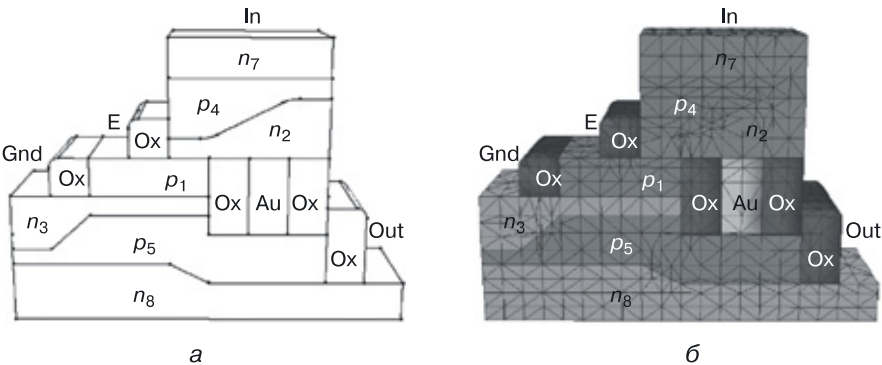 In
n7
p4
n2
E
Ox
Gnd
Ox
p1
Ox
Au
Ox
n3
p5
Out
Ox
n8
а
In
n7
p4
n2
E
Ox
Gnd
Ox
p1
Ox
Au
Ox
n3
p5
Out
Ox
n8
б